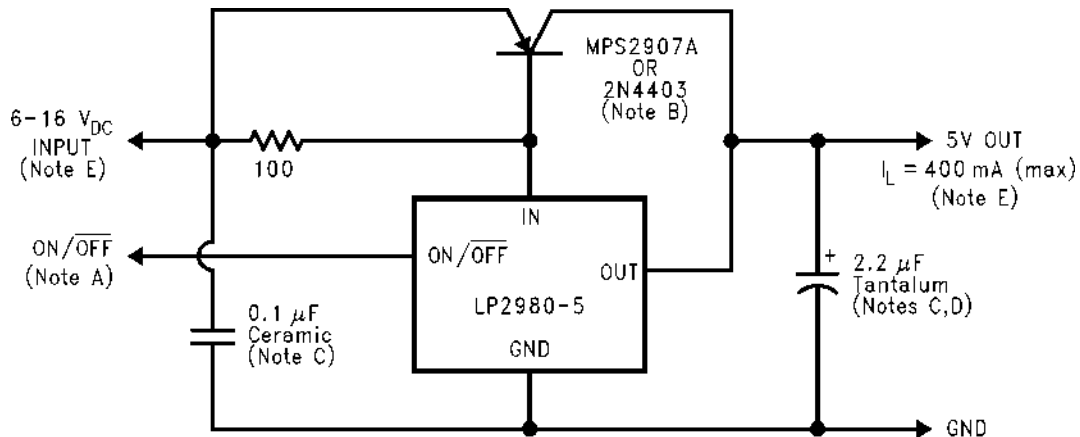 MPS2907A
OR
2N4403
(Note B)
6-16 V_DC
INPUT
(Note E)
100
5V OUT
I_L = 400 mA (max)
(Note E)
IN
ON/OFF
(Note A)
ON/OFF
OUT
LP2980-5
GND
0.1 μF
Ceramic
(Note C)
+
2.2 μF
Tantalum
(Notes C,D)
GND